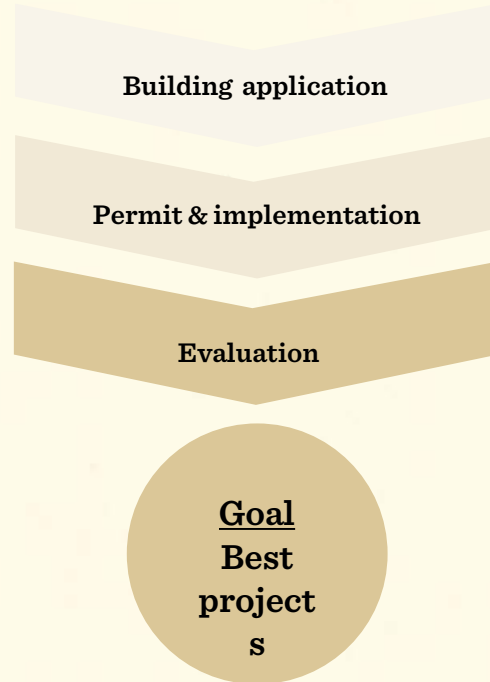 Building application
Permit & implementation
Evaluation
Goal
Best
project
s